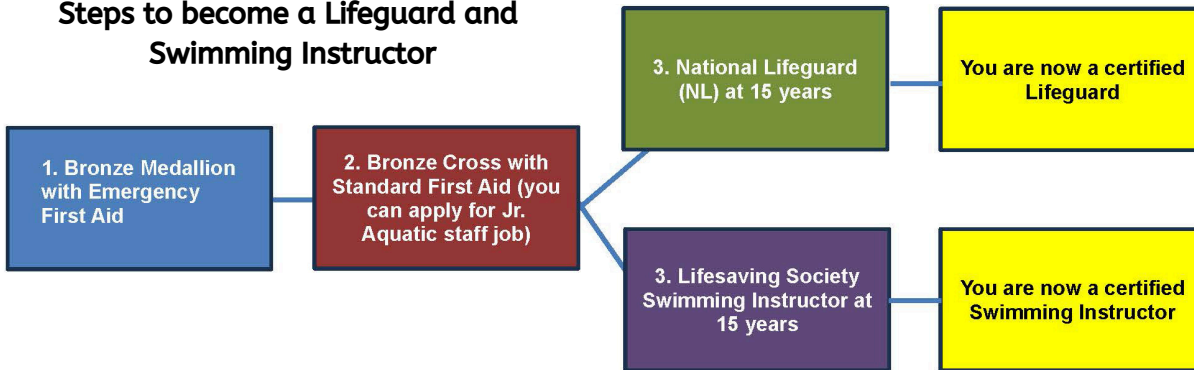 Steps to become a Lifeguard and
Swimming Instructor
1. Bronze Medallion
with Emergency
First Aid
2. Bronze Cross with
Standard First Aid (you
can apply for Jr.
Aquatic staff job)
3. National Lifeguard
(NL) at 15 years
You are now a certified
Lifeguard
3. Lifesaving Society
Swimming Instructor at
15 years
You are now a certified
Swimming Instructor